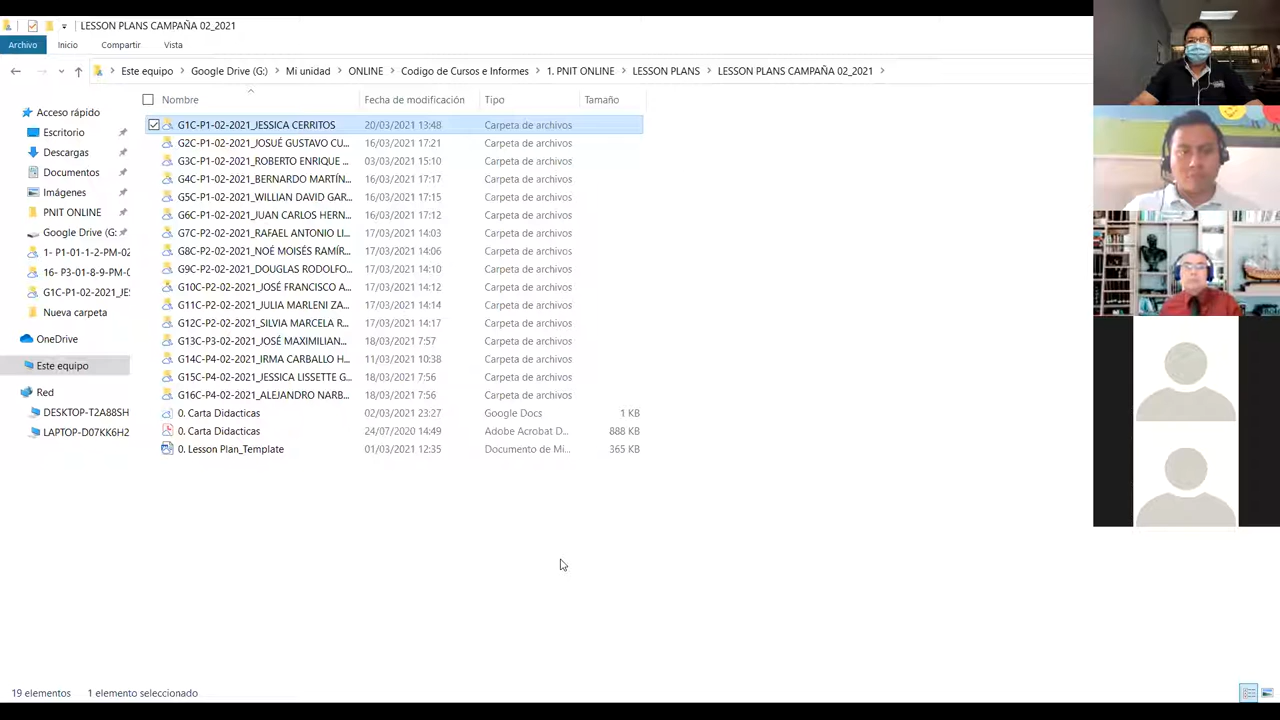 LESSON PLANS CAMPAÑA 02_2021
Archivo Inicio Compartir Vista
Este equipo > Google Drive (G:) > Mi unidad > ONLINE > Codigo de Cursos e Informes > 1. PNIT ONLINE > LESSON PLANS > LESSON PLANS CAMPAÑA 02_2021 >
Acceso rápido
Escritorio
Descargas
Documentos
Imágenes
PNIT ONLINE
Google Drive (G:
1- P1-01-1-2-PM-02
16- P3-01-8-9-PM-0
G1C-P1-02-2021_JES
Nueva carpeta
OneDrive
Este equipo
Red
DESKTOP-T2A88SH
LAPTOP-D07KK6H2
Nombre Fecha de modificación Tipo Tamaño
G1C-P1-02-2021_JESSICA CERRITOS 20/03/2021 13:48 Carpeta de archivos
G2C-P1-02-2021_JOSUÉ GUSTAVO CU... 16/03/2021 17:21 Carpeta de archivos
G3C-P1-02-2021_ROBERTO ENRIQUE ... 03/03/2021 15:10 Carpeta de archivos
G4C-P1-02-2021_BERNARDO MARTÍN... 16/03/2021 17:17 Carpeta de archivos
G5C-P1-02-2021_WILLIAN DAVID GAR... 16/03/2021 17:15 Carpeta de archivos
G6C-P1-02-2021_JUAN CARLOS HERN... 16/03/2021 17:12 Carpeta de archivos
G7C-P2-02-2021_RAFAEL ANTONIO LI... 17/03/2021 14:03 Carpeta de archivos
G8C-P2-02-2021_NOÉ MOISÉS RAMÍR... 17/03/2021 14:06 Carpeta de archivos
G9C-P2-02-2021_DOUGLAS RODOLFO... 17/03/2021 14:10 Carpeta de archivos
G10C-P2-02-2021_JOSÉ FRANCISCO A... 17/03/2021 14:12 Carpeta de archivos
G11C-P2-02-2021_JULIA MARLENI ZA... 17/03/2021 14:14 Carpeta de archivos
G12C-P2-02-2021_SILVIA MARCELA R... 17/03/2021 14:17 Carpeta de archivos
G13C-P3-02-2021_JOSÉ MAXIMILIAN... 18/03/2021 7:57 Carpeta de archivos
G14C-P4-02-2021_IRMA CARBALLO H... 11/03/2021 10:38 Carpeta de archivos
G15C-P4-02-2021_JESSICA LISSETTE G... 18/03/2021 7:56 Carpeta de archivos
G16C-P4-02-2021_ALEJANDRO NARB... 18/03/2021 7:56 Carpeta de archivos
0. Carta Didacticas 02/03/2021 23:27 Google Docs 1 KB
0. Carta Didacticas 24/07/2020 14:49 Adobe Acrobat D... 888 KB
0. Lesson Plan_Template 01/03/2021 12:35 Documento de Mi... 365 KB
19 elementos 1 elemento seleccionado